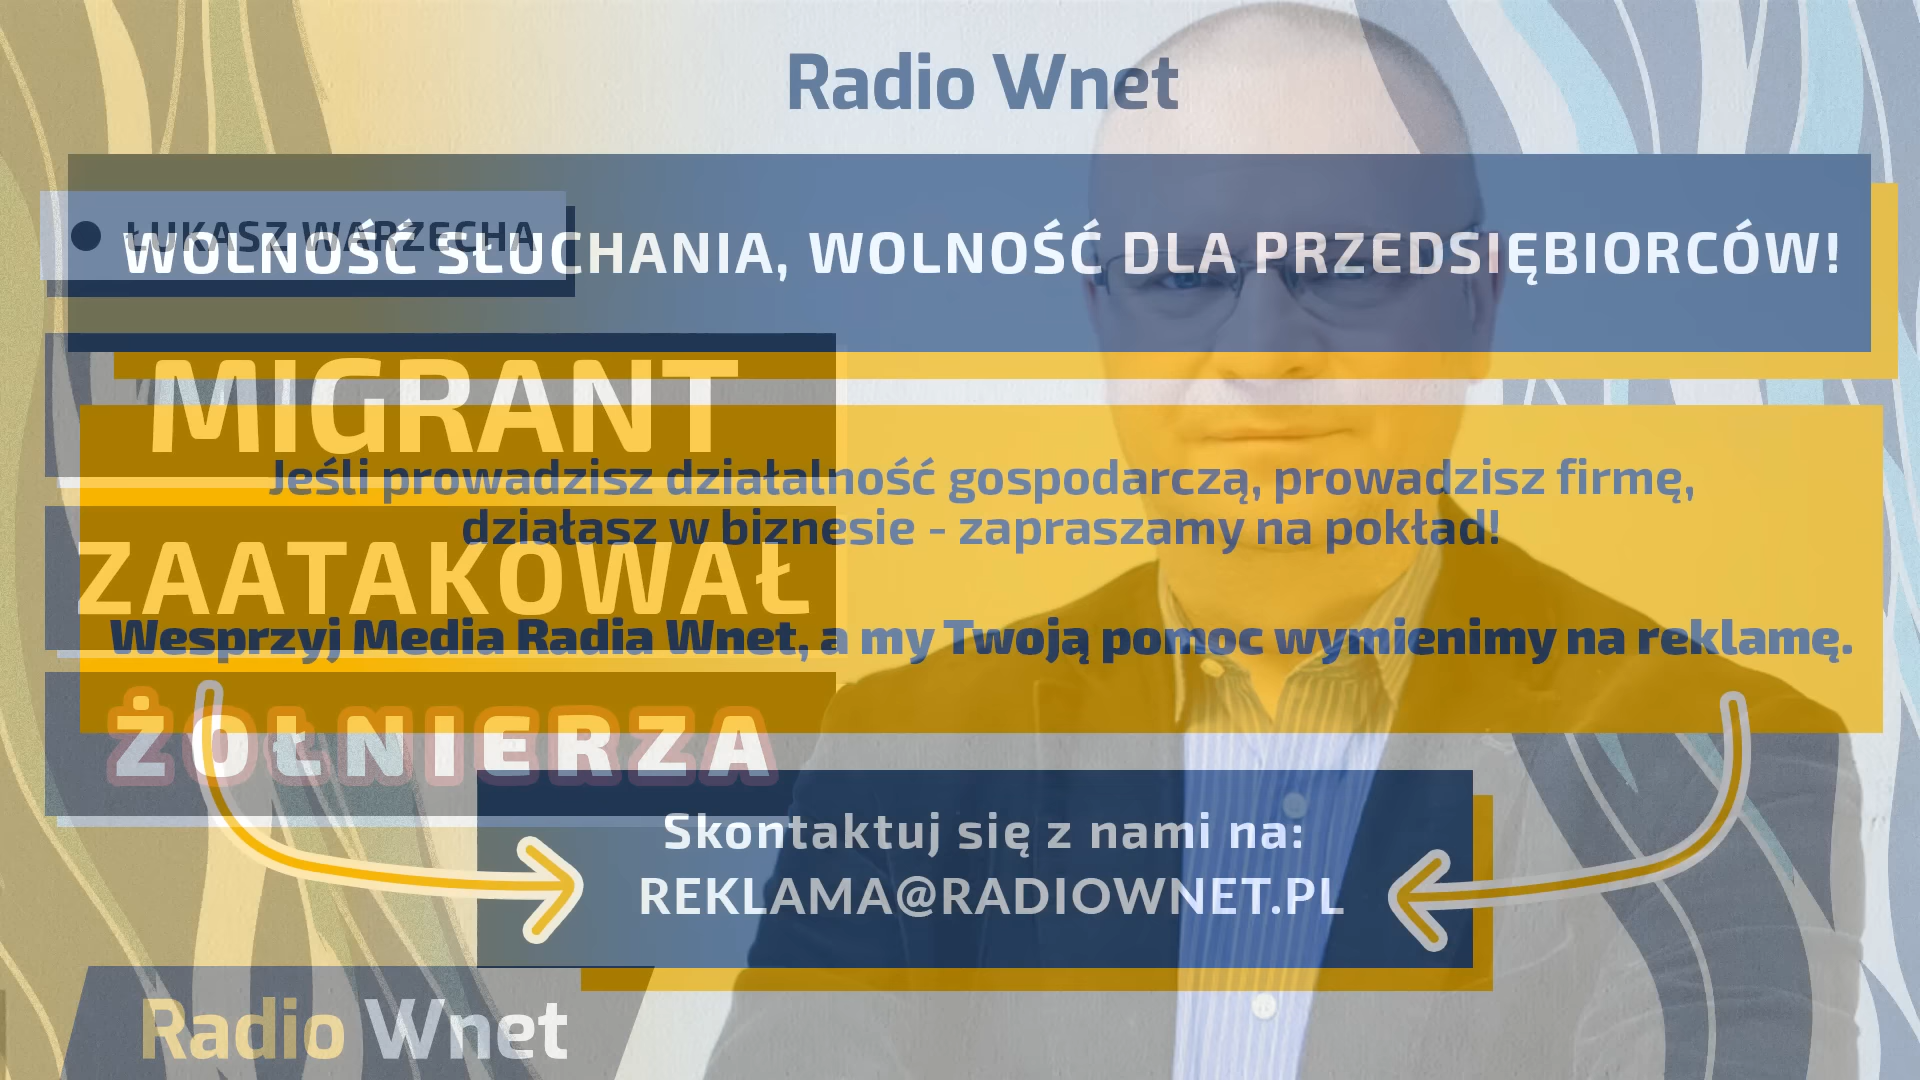 Radio Wnet
ŁUKASZ WARZECHA
WOLNOŚĆ SŁUCHANIA, WOLNOŚĆ DLA PRZEDSIĘBIORCÓW!
MIGRANT
Jeśli prowadzisz działalność gospodarczą, prowadzisz firmę,
działasz w biznesie - zapraszamy na pokład!
ZAATAKOWAŁ
Wesprzyj Media Radia Wnet, a my Twoją pomoc wymienimy na reklamę.
ŻOŁNIERZA
Skontaktuj się z nami na:
REKLAMA@RADIOWNET.PL
Radio Wnet